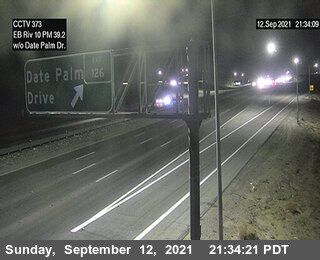 CCTV 373
EB Riv 10 PM 39.2
w/o Date Palm Dr.
12.Sep 2021 21:34:09
Date Palm
Drive
EXIT
126
Sunday, September 12, 2021 21:34:21 PDT